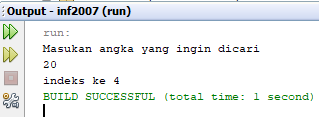 Output - inf2007 (run)
run:
Masukan angka yang ingin dicari
20
indeks ke 4
BUILD SUCCESSFUL (total time: 1 second)